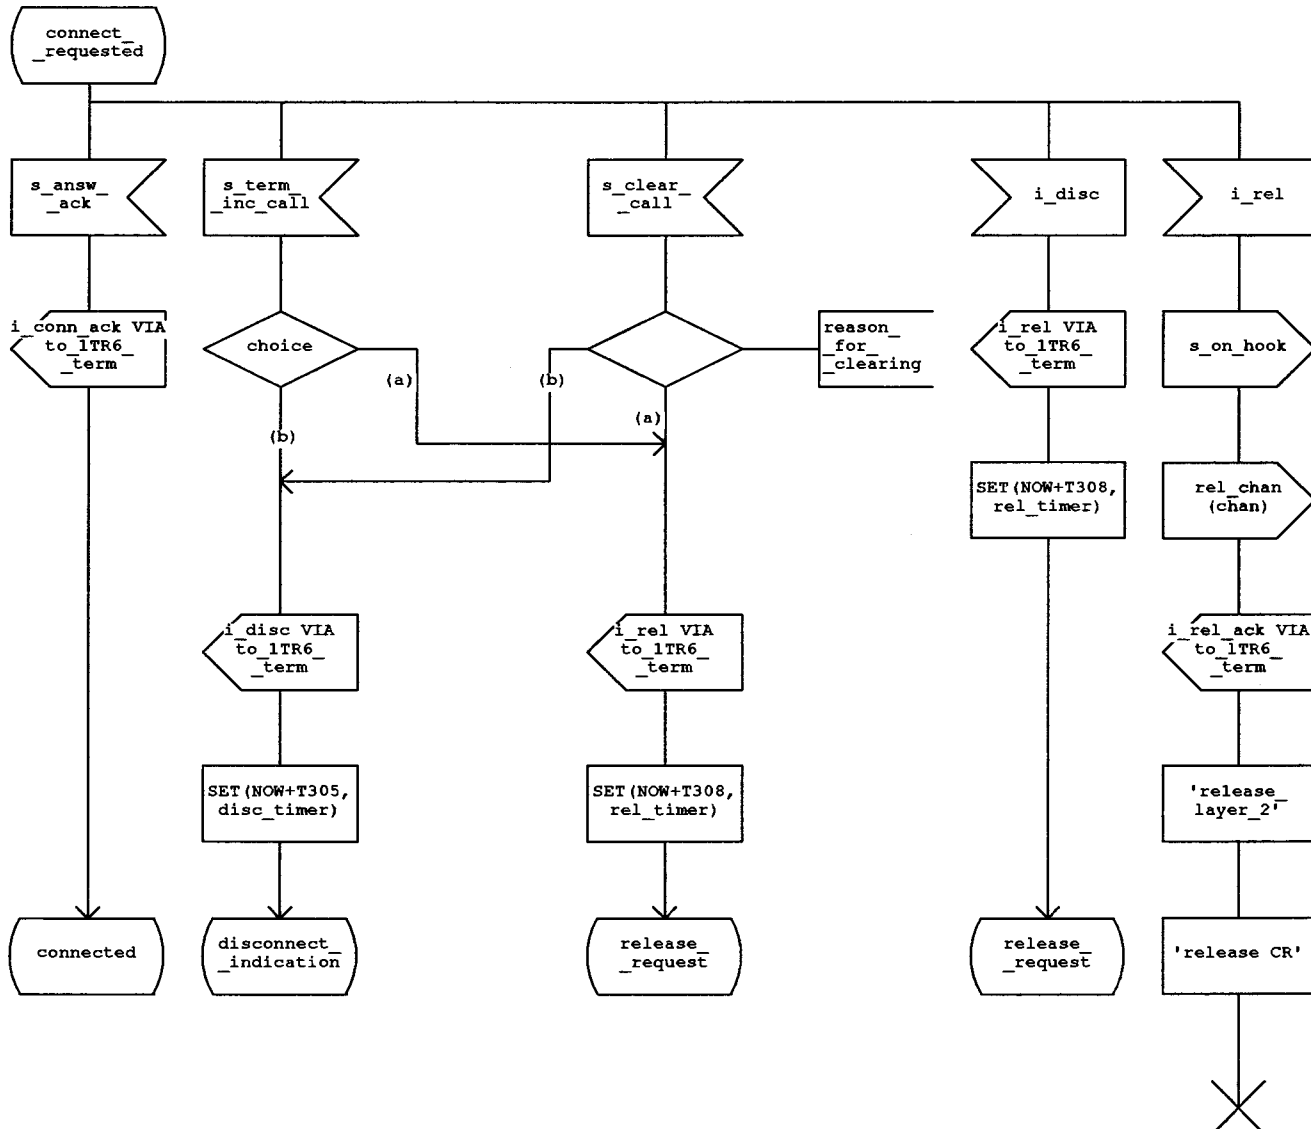 connect_
_requested
s_answ_
_ack
s_term_
_inc_call
s_clear_
_call
i_disc
i_rel
i_conn_ack VIA
to_1TR6_
_term
choice
(a)
(b)
(b)
(a)
reason_
_for_
_clearing
i_rel VIA
to_1TR6_
_term
s_on_hook
SET(NOW+T308,
rel_timer)
rel_chan
(chan)
i_disc VIA
to_1TR6_
_term
i_rel VIA
to_1TR6_
_term
i_rel_ack VIA
to_1TR6_
_term
SET(NOW+T305,
disc_timer)
SET(NOW+T308,
rel_timer)
'release_
layer_2'
connected
disconnect_
_indication
release_
_request
release_
_request
'release CR'